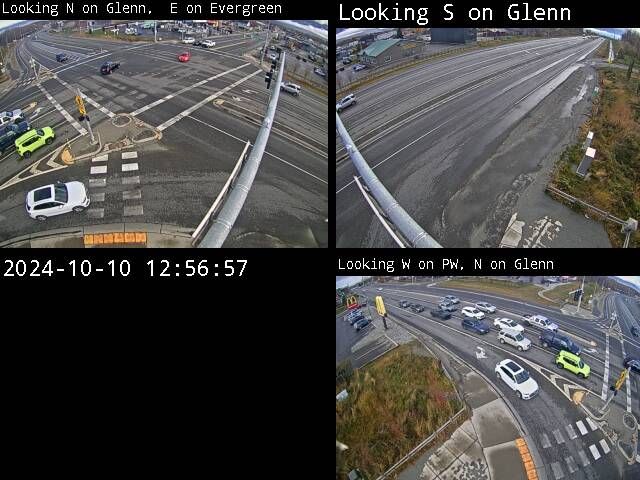 Looking N on Glenn,  E on Evergreen
Looking S on Glenn
2024-10-10 12:56:57
Looking W on PW, N on Glenn